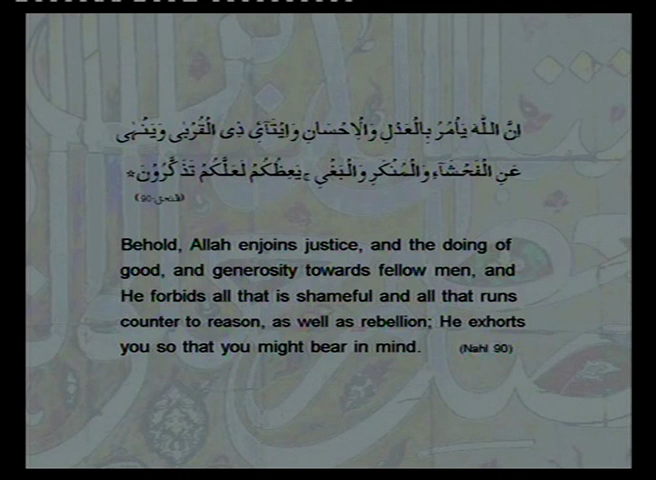 اِنَّ اللّٰهَ يَاْمُرُ بِالْعَدْلِ وَالْاِحْسَانِ وَاِيْتَآئِ ذِى الْقُرْبٰى وَيَنْهٰى
عَنِ الْفَحْشَآءِ وَالْمُنْكَرِ وَالْبَغْىِ ۚ يَعِظُكُمْ لَعَلَّكُمْ تَذَكَّرُوْنَ *
Behold, Allah enjoins justice, and the doing of
good, and generosity towards fellow men, and
He forbids all that is shameful and all that runs
counter to reason, as well as rebellion; He exhorts
you so that you might bear in mind. (Nahl 90)